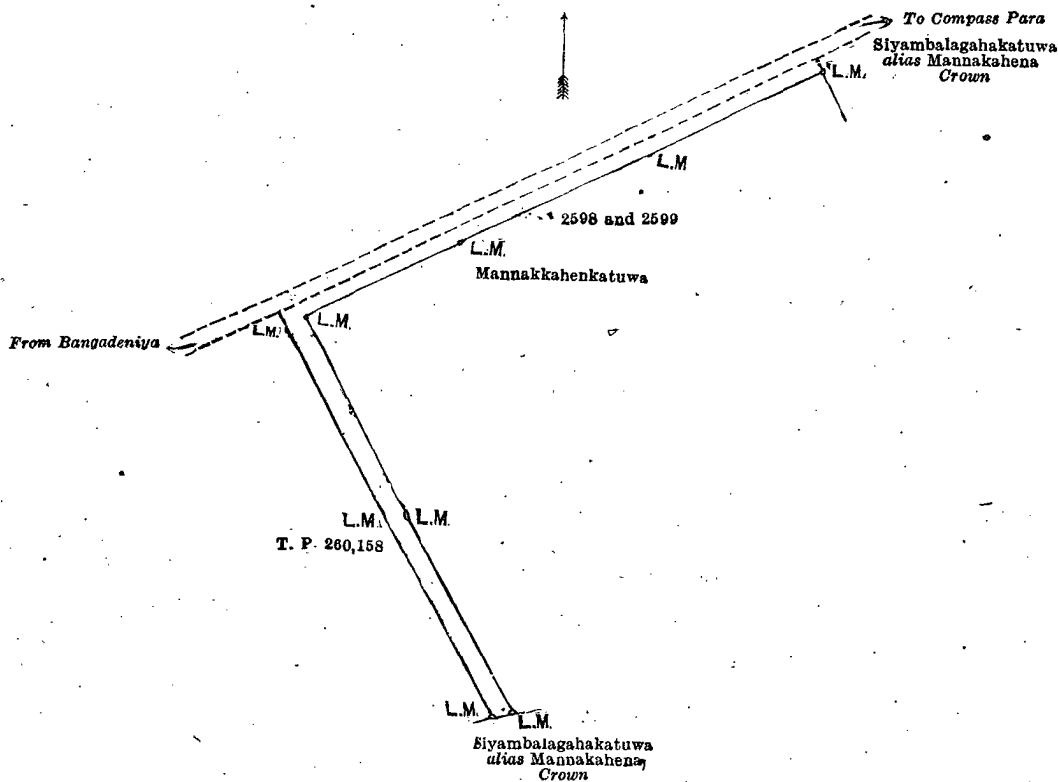 To Compass Para
Siyambalagahakatuwa
alias Mannakahena
Crown
L.M.
L.M
2598 and 2599
L.M.
Mannakkahenkatuwa
L.M.
L.M.
From Bangadeniya
L.M.
L.M.
T. P. 260,158
L.M.
L.M.
Siyambalagahakatuwa
alias Mannakahena,
Crown